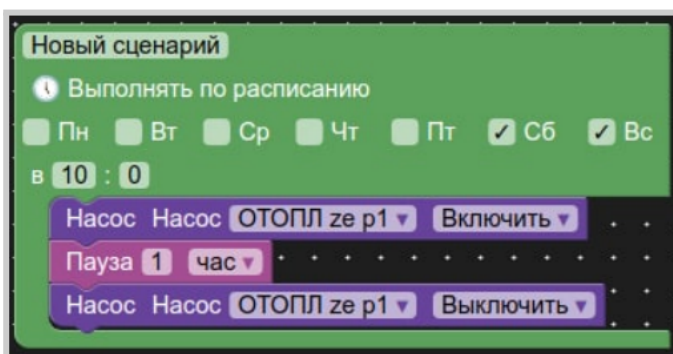 Новый сценарий
Выполнять по расписанию
Пн Вт Ср Чт Пт Сб Вс
в 10 : 0
Насос Насос ОТОПЛ ze p1 Включить
Пауза 1 час
Насос Насос ОТОПЛ ze p1 Выключить